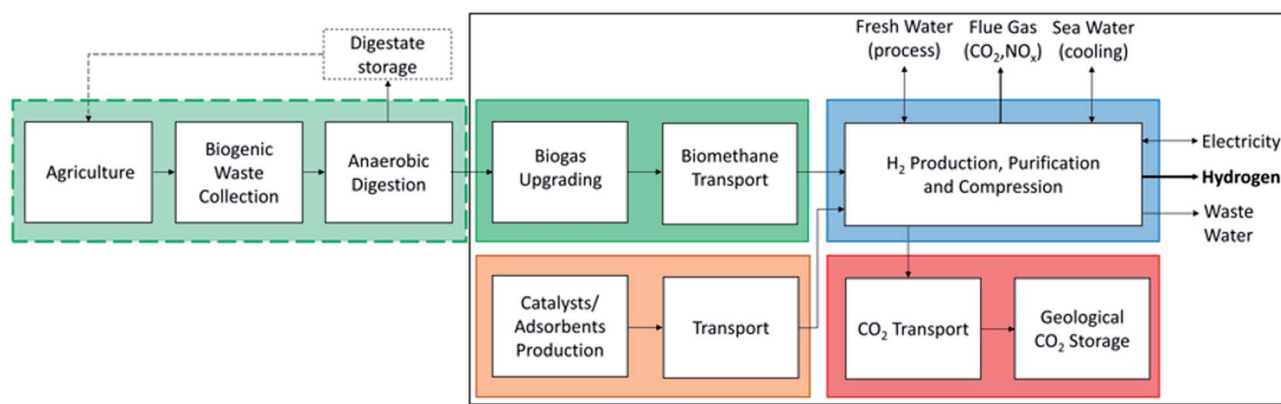 Digestate
storage
Fresh Water
(process)
Flue Gas
(CO₂,NOₓ)
Sea Water
(cooling)
Agriculture
Biogenic
Waste
Collection
Anaerobic
Digestion
Biogas
Upgrading
Biomethane
Transport
H₂ Production, Purification
and Compression
Electricity
Hydrogen
Waste
Water
Catalysts/
Adsorbents
Production
Transport
CO₂ Transport
Geological
CO₂ Storage